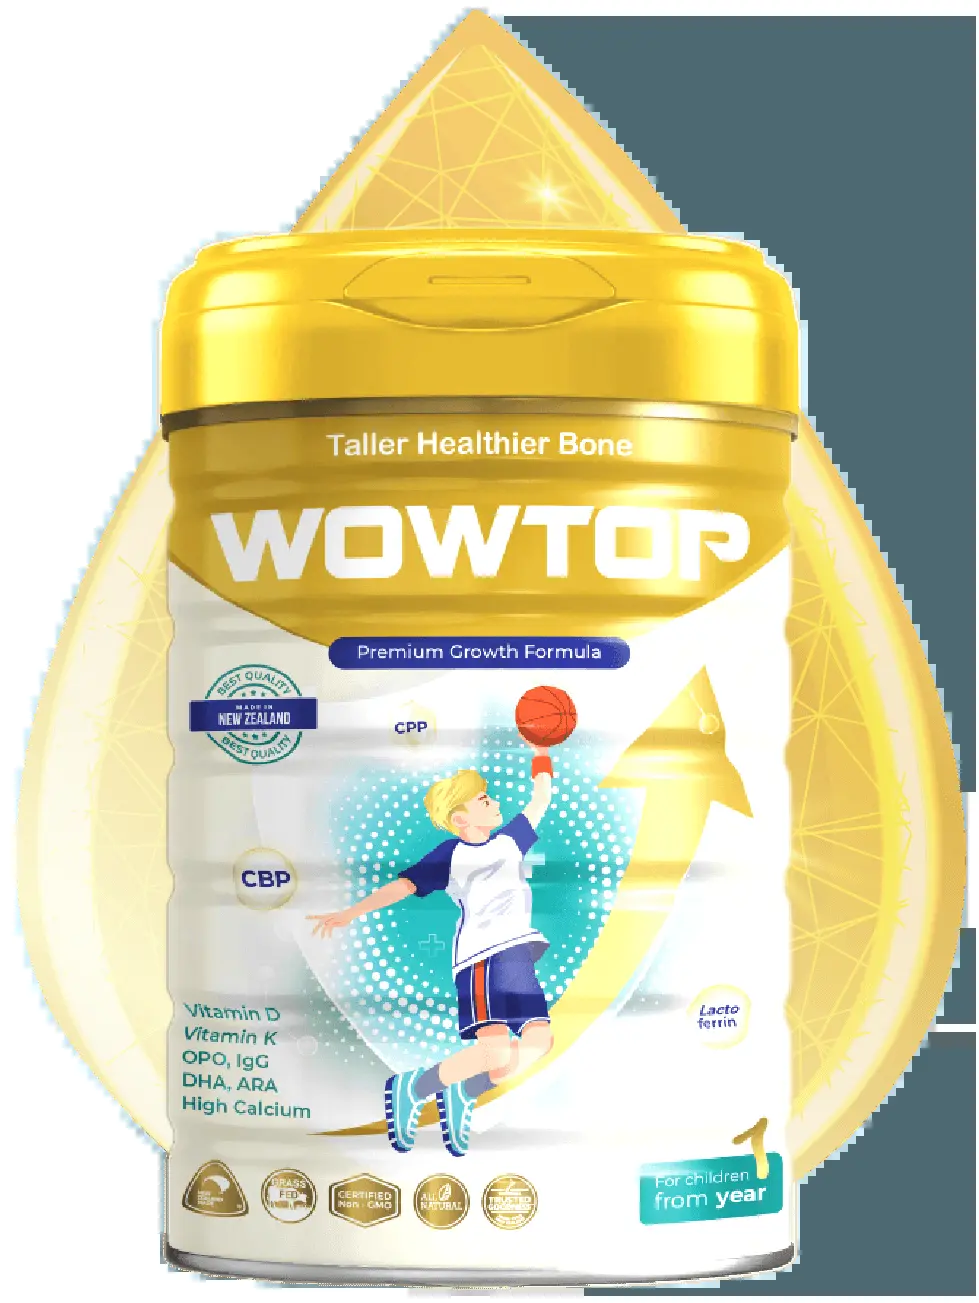 Taller Healthier Bone
WOWTOP
Premium Growth Formula
BEST QUALITY
MADE IN
NEW ZEALAND
BEST QUALITY
CPP
CBP
Lacto
ferrin
Vitamin D
Vitamin K
OPO, IgG
DHA, ARA
High Calcium
GRASS
FED
CERTIFIED
Non - GMO
ALL
NATURAL
TRUSTED
GOODNESS
For children 1
from year